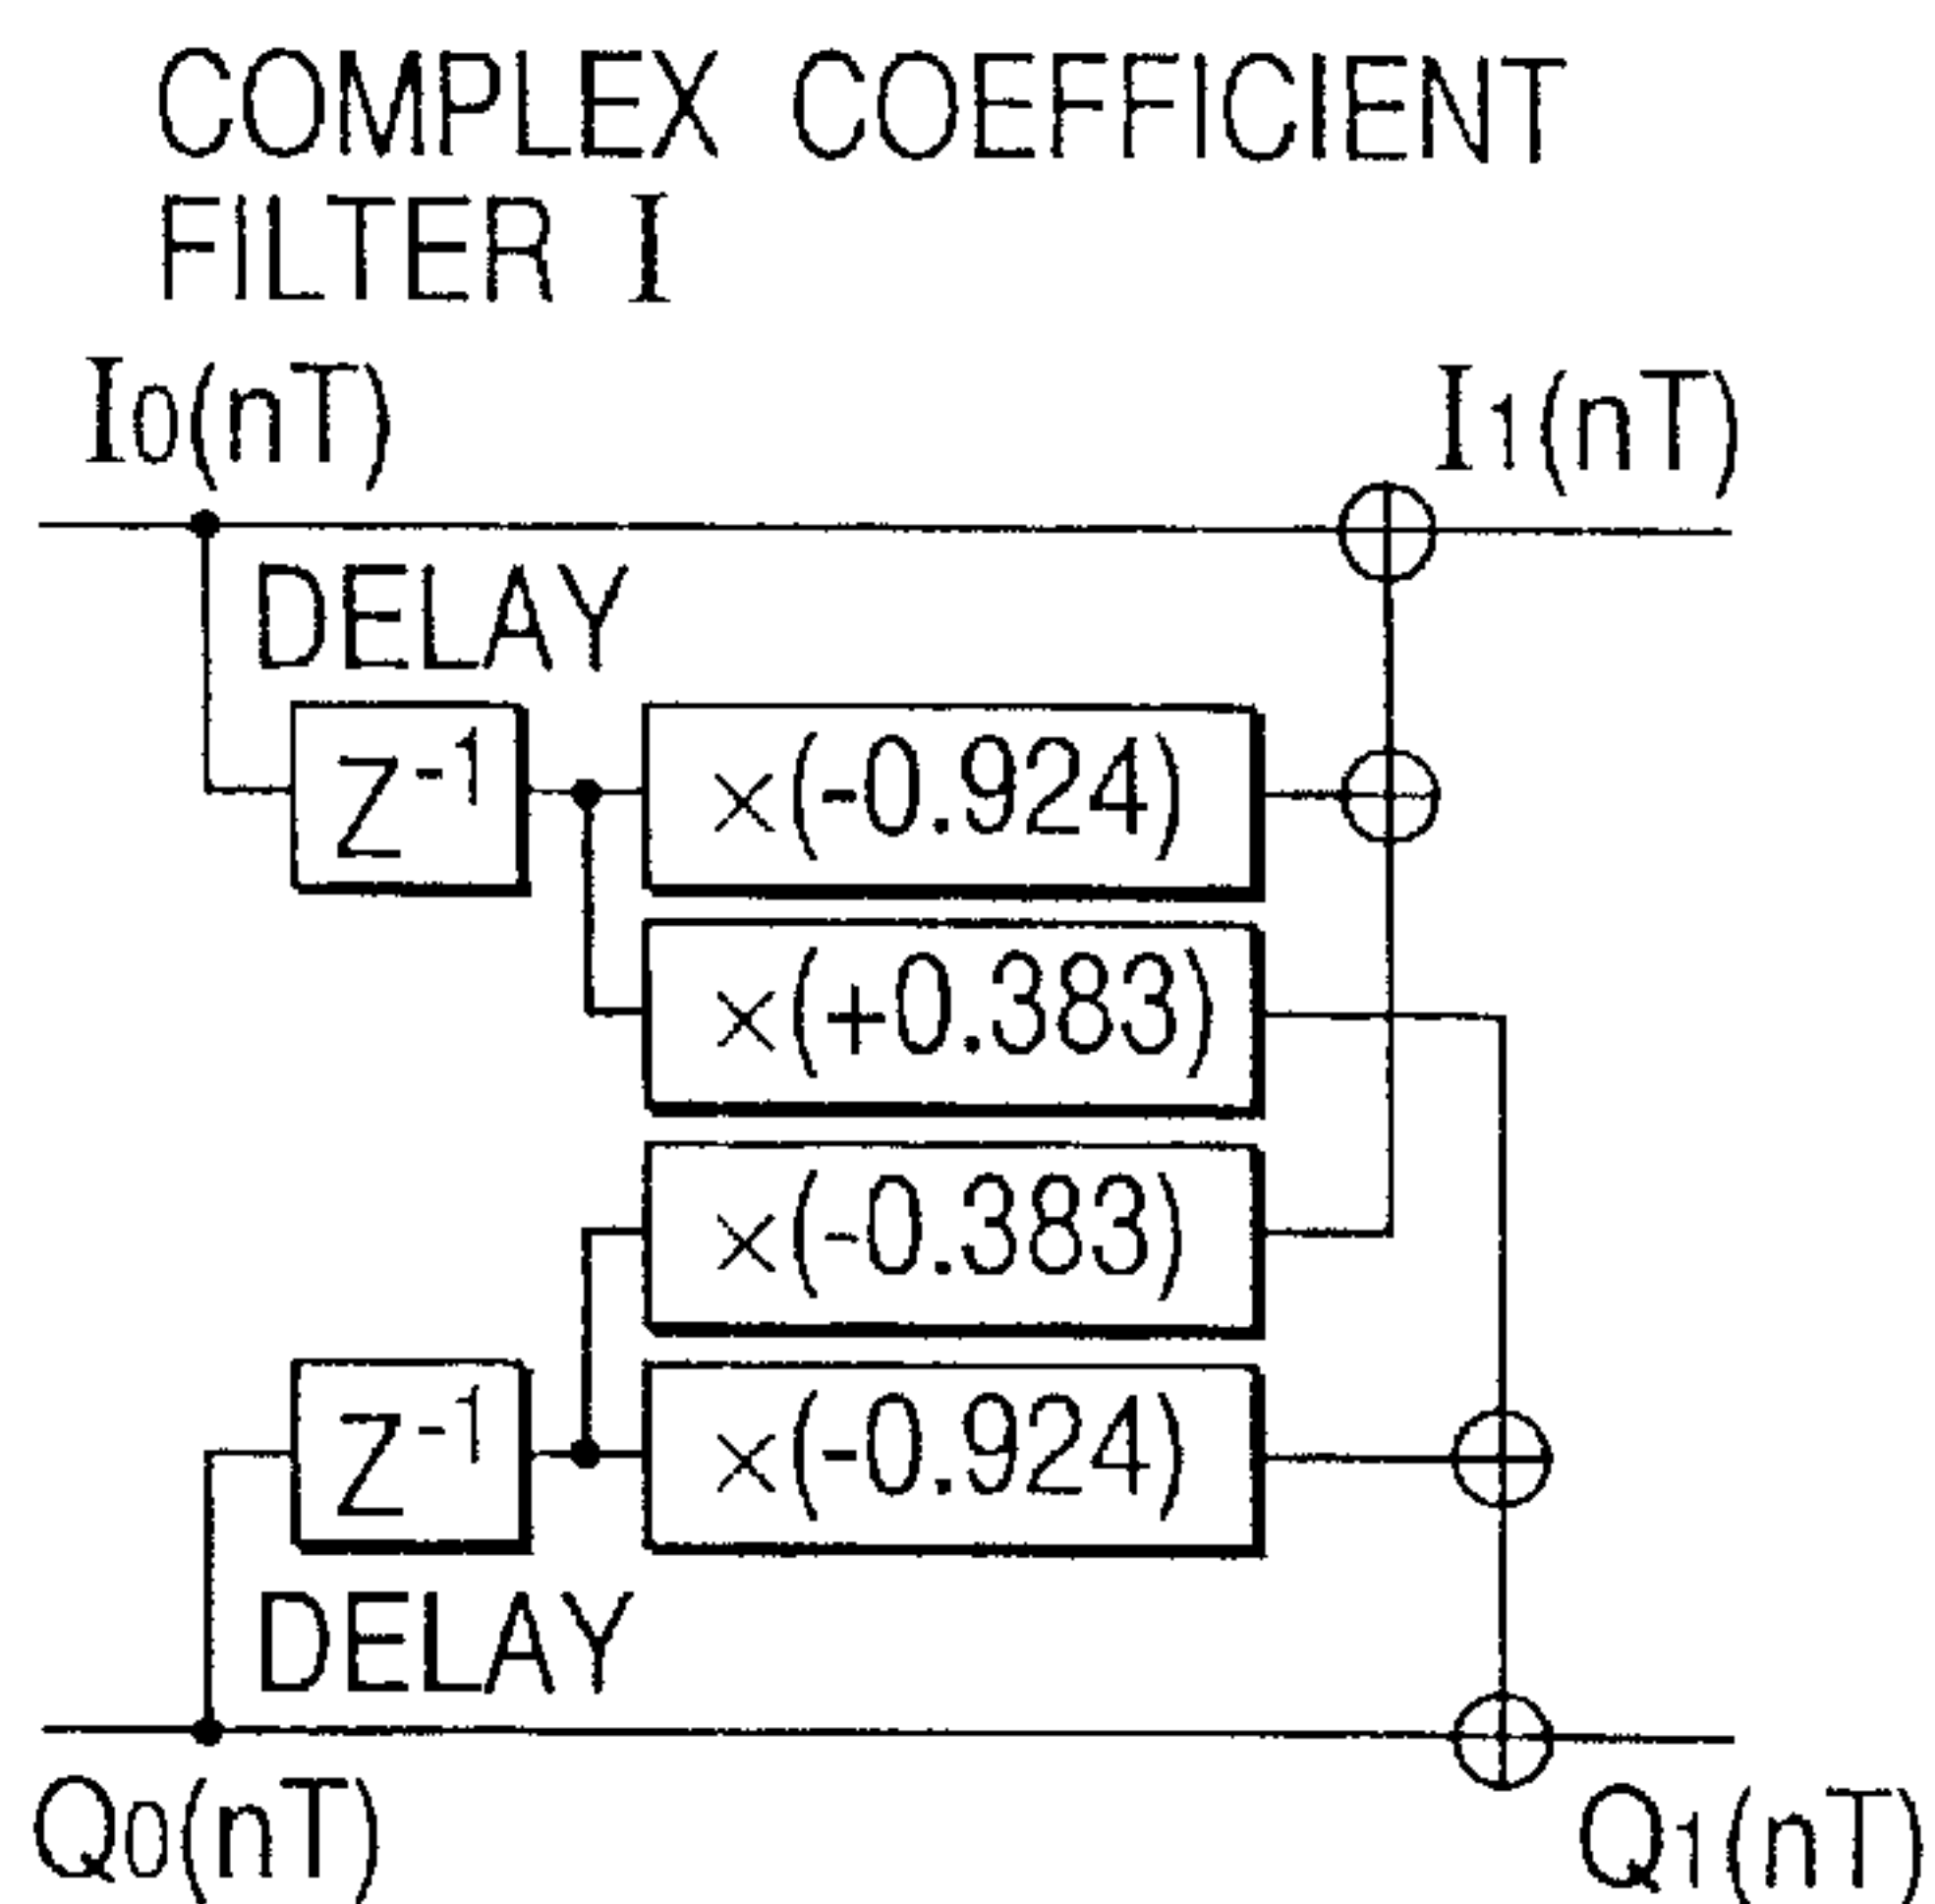 COMPLEX COEFFICIENT
FILTER I
I0(nT)
I1(nT)
DELAY
Z-1
×(-0.924)
×(+0.383)
×(-0.383)
Z-1
×(-0.924)
DELAY
Q0(nT)
Q1(nT)